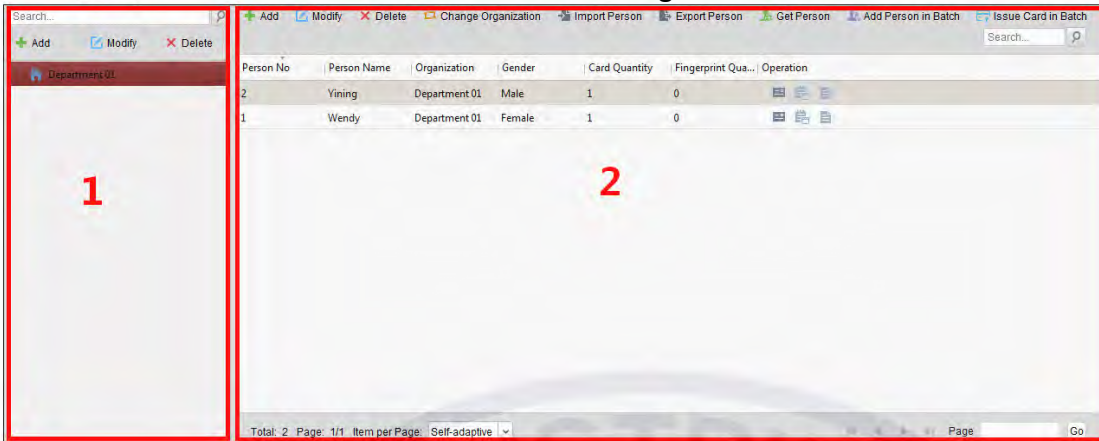 Search...
Add Modify Delete
Department 01
1
Add Modify Delete Change Organization Import Person Export Person Get Person Add Person in Batch Issue Card in Batch
Search...
Person No Person Name Organization Gender Card Quantity Fingerprint Qua... Operation
2 Yining Department 01 Male 1 0
1 Wendy Department 01 Female 1 0
2
Total: 2 Page: 1/1 Item per Page: Self-adaptive Page Go